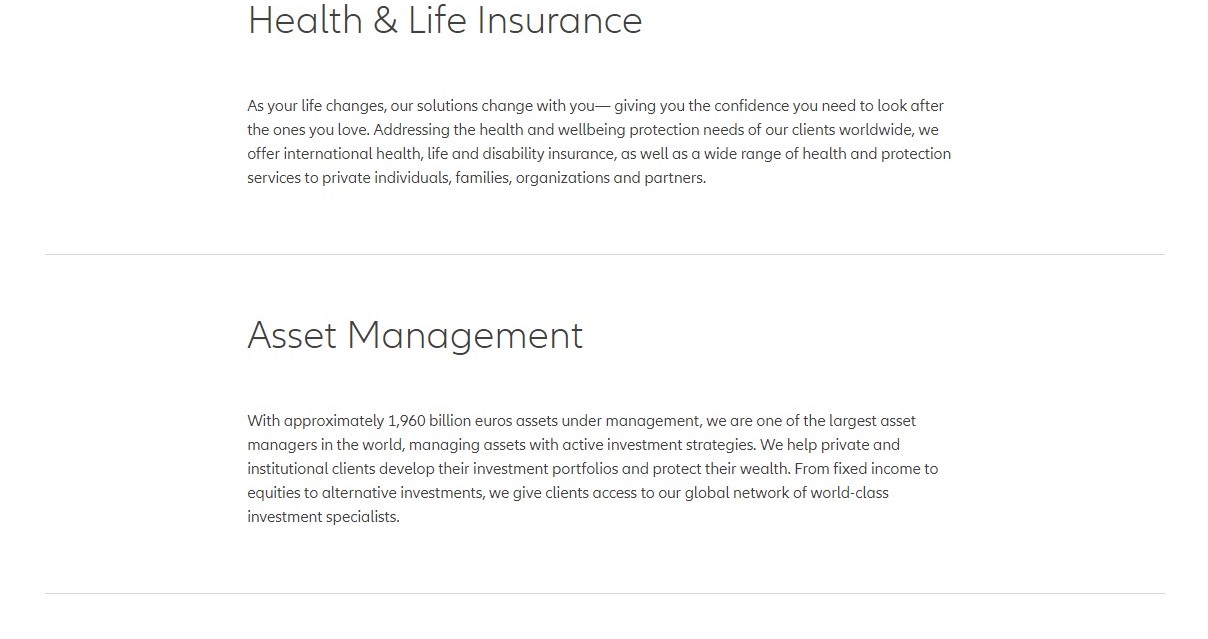 Health & Life Insurance
As your life changes, our solutions change with you— giving you the confidence you need to look after
the ones you love. Addressing the health and wellbeing protection needs of our clients worldwide, we
offer international health, life and disability insurance, as well as a wide range of health and protection
services to private individuals, families, organizations and partners.
Asset Management
With approximately 1,960 billion euros assets under management, we are one of the largest asset
managers in the world, managing assets with active investment strategies. We help private and
institutional clients develop their investment portfolios and protect their wealth. From fixed income to
equities to alternative investments, we give clients access to our global network of world-class
investment specialists.